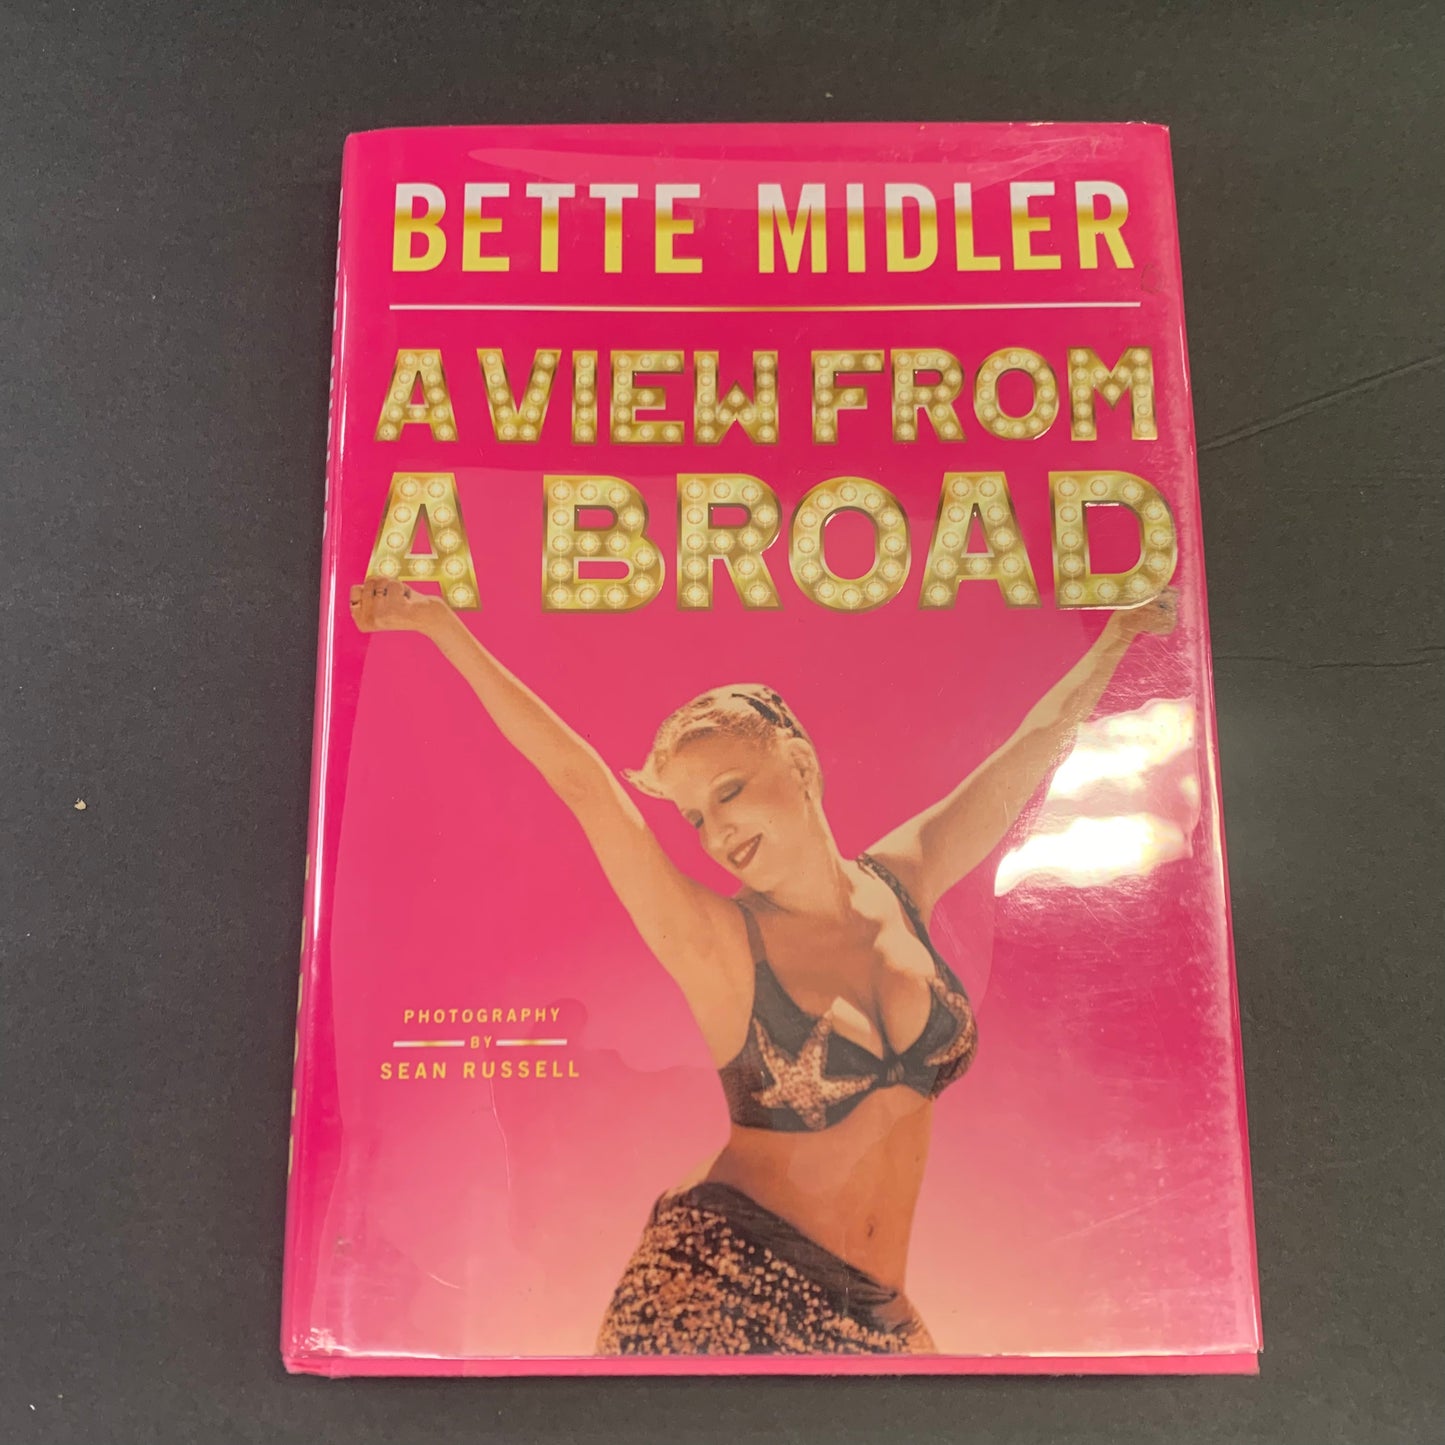 BETTE MIDLER
A VIEW FROM
A BROAD
PHOTOGRAPHY
BY
SEAN RUSSELL